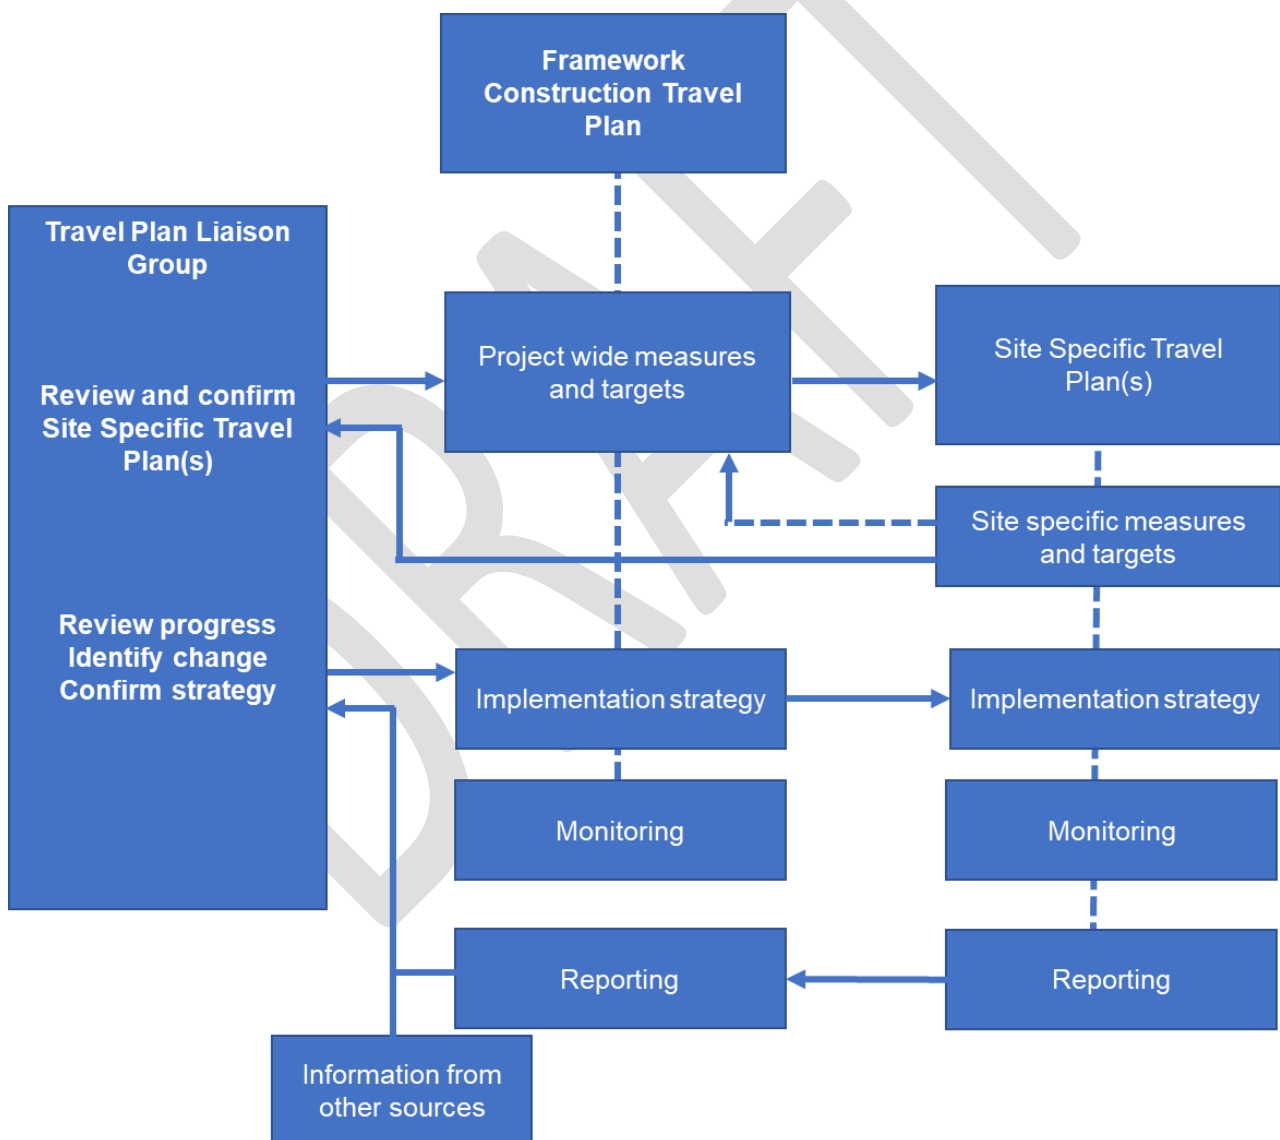 Framework
Construction Travel
Plan
Travel Plan Liaison
Group
Review and confirm
Site Specific Travel
Plan(s)
Review progress
Identify change
Confirm strategy
Project wide measures
and targets
Site Specific Travel
Plan(s)
Site specific measures
and targets
Implementation strategy
Implementation strategy
Monitoring
Monitoring
Reporting
Reporting
Information from
other sources
DRAFT